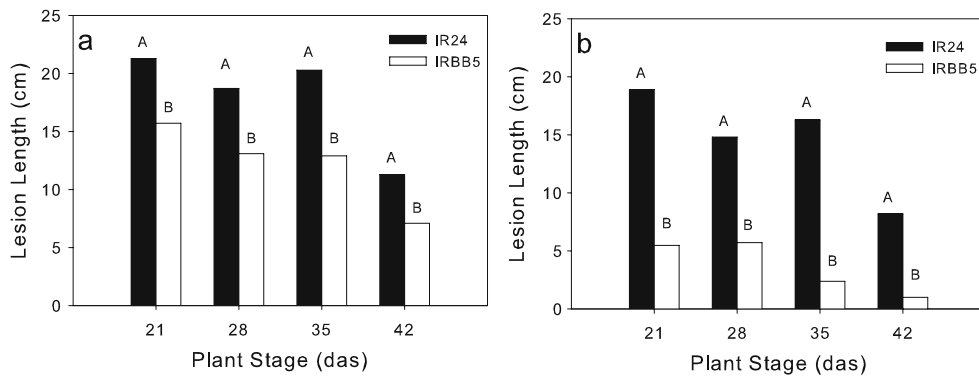 a
IR24
IRBB5
Lesion Length (cm)
25
20
15
10
5
0
A
B
A
B
A
B
A
B
21
28
35
42
Plant Stage (das)
b
IR24
IRBB5
Lesion Length (cm)
25
20
15
10
5
0
A
B
A
B
A
B
A
B
21
28
35
42
Plant Stage (das)